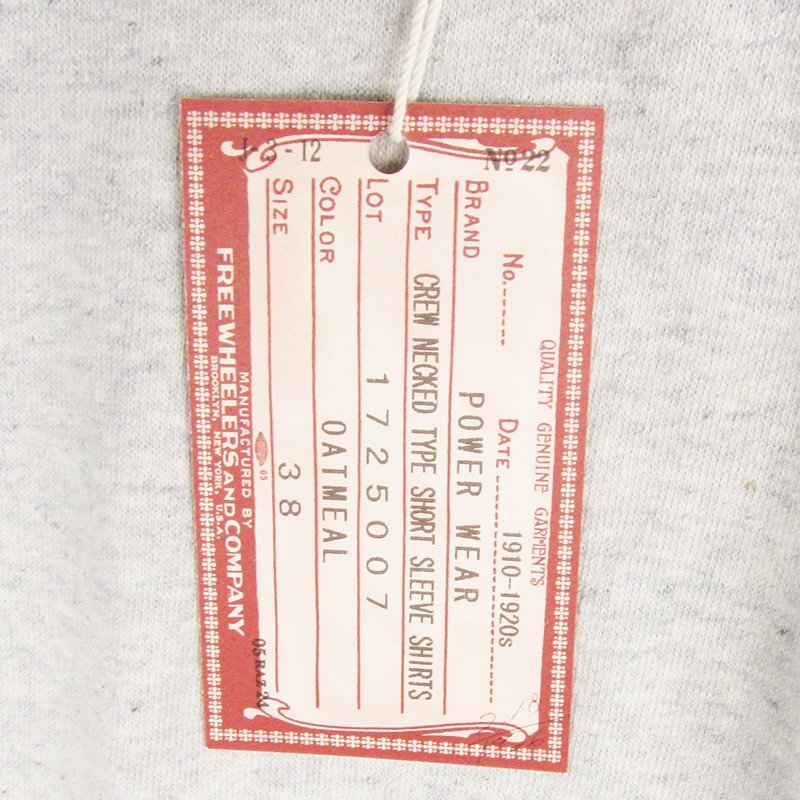 No 22
QUALITY GENUINE GARMENTS
No. DATE 1910-1920s
BRAND POWER WEAR
TYPE CREW NECKED TYPE SHORT SLEEVE SHIRTS
LOT 1725007
COLOR OATMEAL
SIZE 38
63
MANUFACTURED BY
FREEWHEELERS AND COMPANY
BROOKLYN, NEW YORK, U.S.A.